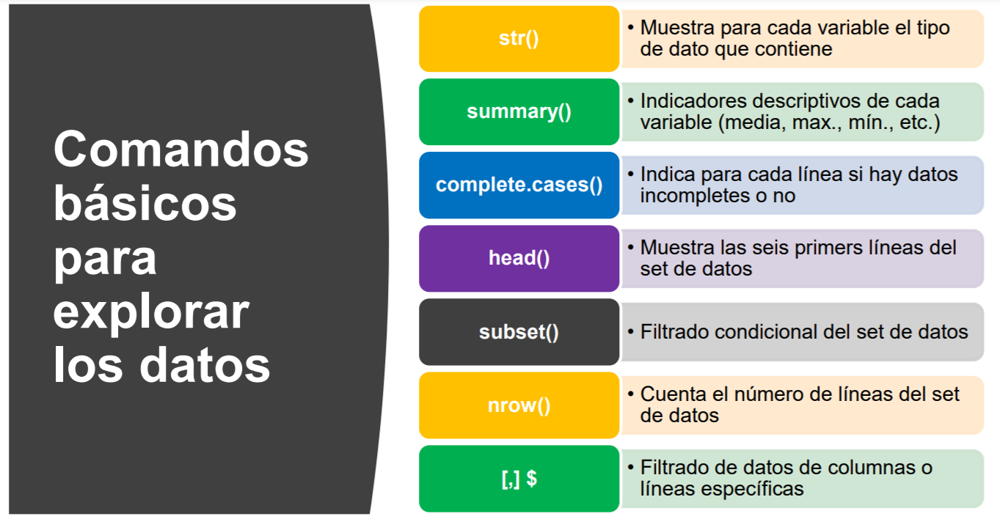 Comandos
básicos
para
explorar
los datos
str()
• Muestra para cada variable el tipo
de dato que contiene
summary()
• Indicadores descriptivos de cada
variable (media, max., mín., etc.)
complete.cases()
• Indica para cada línea si hay datos
incompletes o no
head()
• Muestra las seis primers líneas del
set de datos
subset()
• Filtrado condicional del set de datos
nrow()
• Cuenta el número de líneas del set
de datos
[,] $
• Filtrado de datos de columnas o
líneas específicas